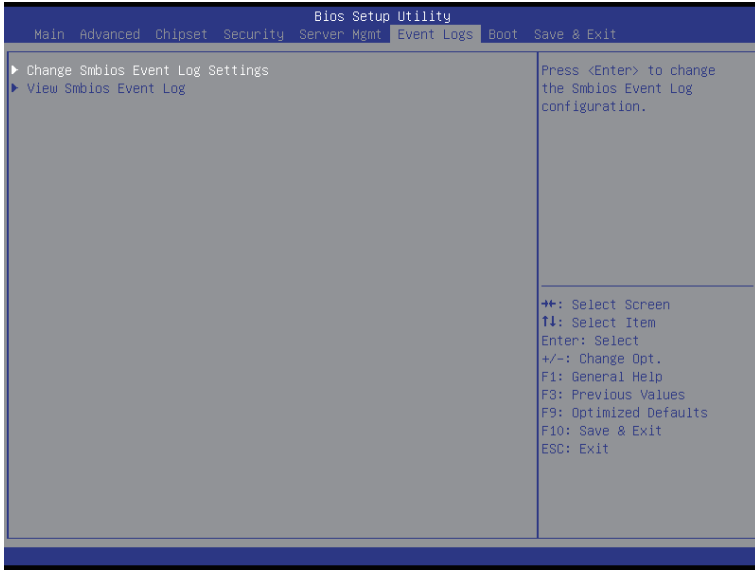 Bios Setup Utility
Main Advanced Chipset Security Server Mgmt Event Logs Boot Save & Exit
▶ Change Smbios Event Log Settings
▶ View Smbios Event Log
Press <Enter> to change
the Smbios Event Log
configuration.
→←: Select Screen
↑↓: Select Item
Enter: Select
+/-: Change Opt.
F1: General Help
F3: Previous Values
F9: Optimized Defaults
F10: Save & Exit
ESC: Exit